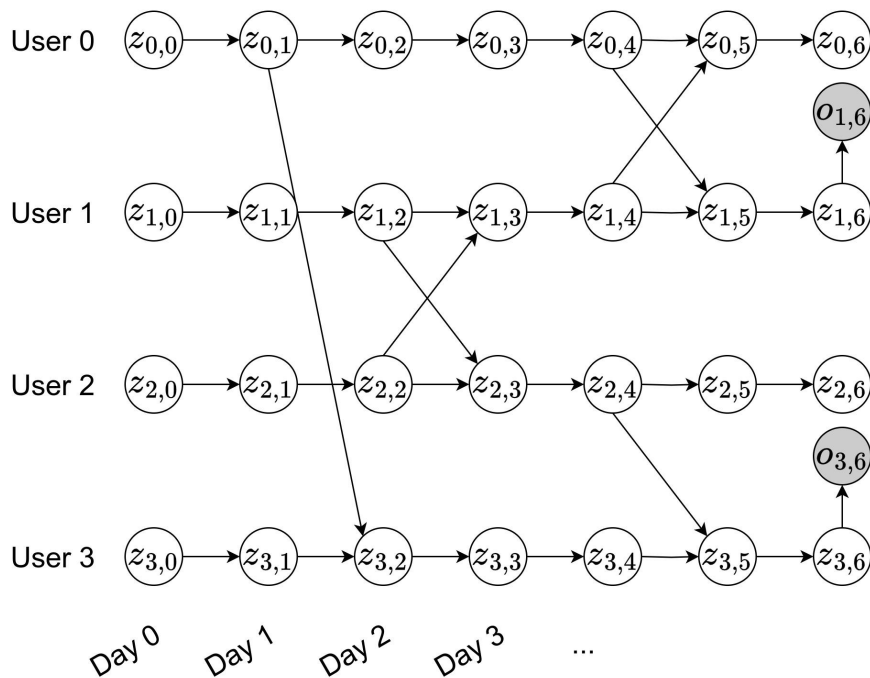 User 0 z0,0 z0,1 z0,2 z0,3 z0,4 z0,5 z0,6
o1,6
User 1 z1,0 z1,1 z1,2 z1,3 z1,4 z1,5 z1,6
User 2 z2,0 z2,1 z2,2 z2,3 z2,4 z2,5 z2,6
o3,6
User 3 z3,0 z3,1 z3,2 z3,3 z3,4 z3,5 z3,6
Day 0 Day 1 Day 2 Day 3 ...